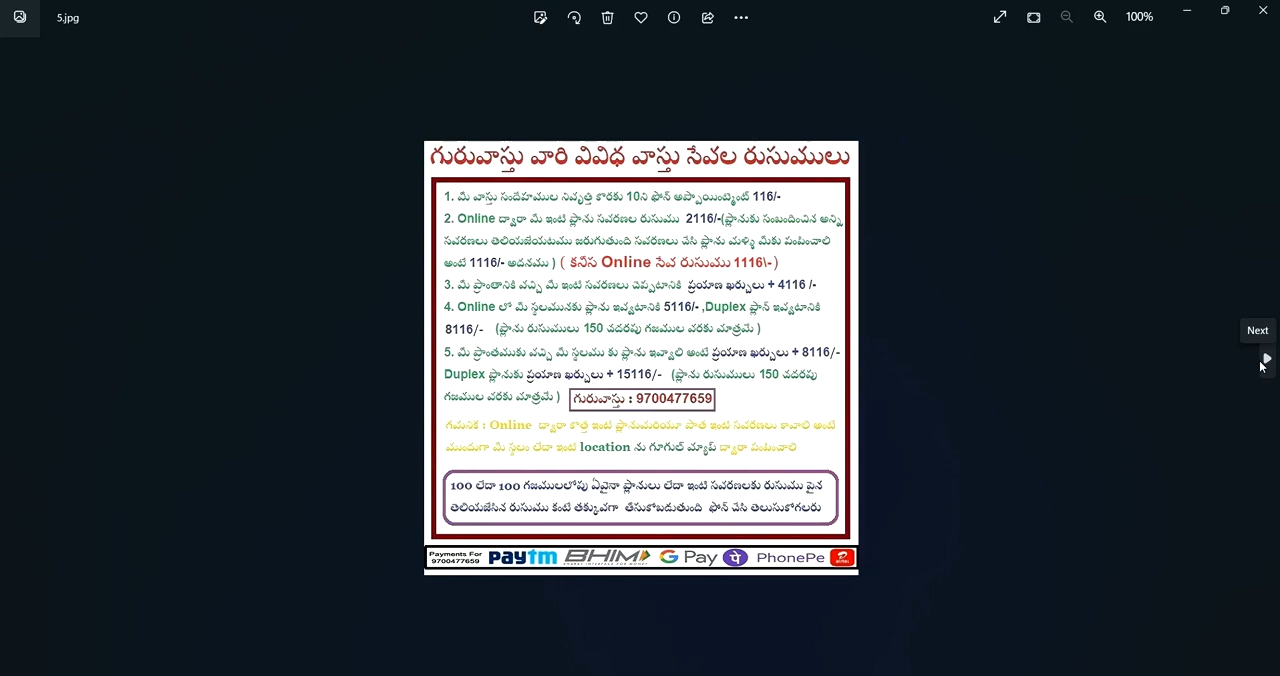 5.jpg
100%
గురువాస్తు వారి వివిధ వాస్తు సేవల రుసుములు
1. మీ వాస్తు సందేహముల నివృత్తి కొరకు 10ని ఫోన్ అప్పాయింట్మెంట్ 116/-
2. Online ద్వారా మీ ఇంటి ప్లాను సవరణల రుసుము 2116/-(ప్లానుకు సంబందించిన అన్ని
సవరణలు తెలియజేయటము జరుగుతుంది సవరణలు చేసి ప్లాను మళ్ళి మీకు పంపించాలి
అంటే 1116/- అదనము ) ( కనీస Online సేవ రుసుము 1116\-)
3. మీ ప్రాంతానికి వచ్చి మీ ఇంటి సవరణలు చెప్పటానికి ప్రయాణ ఖర్చులు + 4116 /-
Next
4. Online లో మీ స్థలమునకు ప్లాను ఇవ్వటానికి 5116/- ,Duplex ప్లాన్ ఇవ్వటానికి
8116/- (ప్లాను రుసుములు 150 చదరపు గజముల వరకు మాత్రమే )
5. మీ ప్రాంతముకు వచ్చి మీ స్థలము కు ప్లాను ఇవ్వాలి అంటే ప్రయాణ ఖర్చులు + 8116/-
Duplex ప్లానుకు ప్రయాణ ఖర్చులు + 15116/- (ప్లాను రుసుములు 150 చదరపు
గజముల వరకు మాత్రమే ) గురువాస్తు : 9700477659
గమనిక : Online ద్వారా కొత్త ఇంటి ప్లానుమరియూ పాత ఇంటి సవరణలు కావాలి అంటే
ముందుగా మీ స్థలం లేదా ఇంటి location ను గూగుల్ మ్యాప్ ద్వారా పంపించాలి
100 లేదా 100 గజములలోపు ఏవైనా ప్లానులు లేదా ఇంటి సవరణలకు రుసుము పైన
తెలియజేసిన రుసుము కంటే తక్కువగా తీసుకోబడుతుంది ఫోన్ చేసి తెలుసుకోగలరు
Payments For
9700477659
paytm BHIM G Pay పే PhonePe airtel